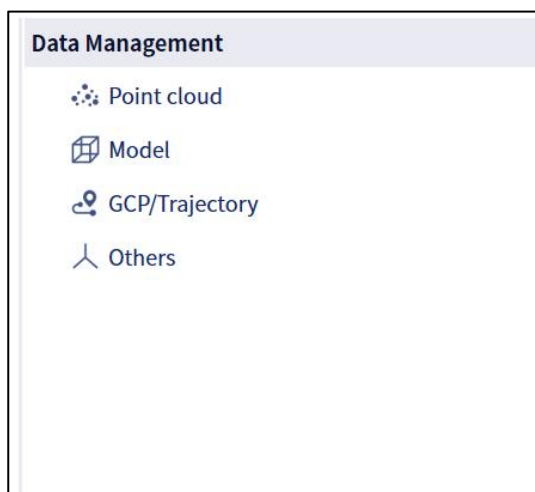 Data Management
Point cloud
Model
GCP/Trajectory
Others